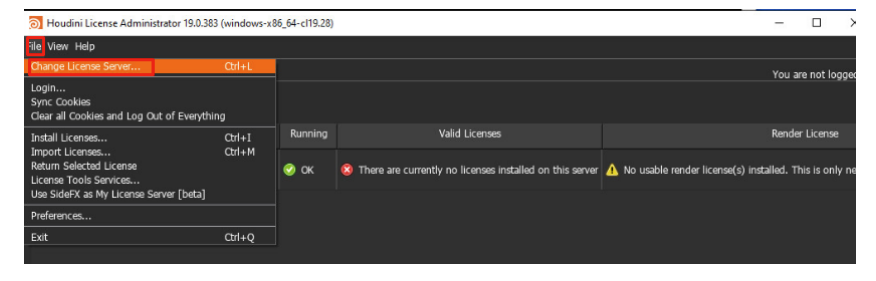 Houdini License Administrator 19.0.383 (windows-x86_64-cl19.28)
File View Help
Change License Server... Ctrl+L
You are not logged
Login...
Sync Cookies
Clear all Cookies and Log Out of Everything
Install Licenses... Ctrl+I
Running Valid Licenses Render License
Import Licenses... Ctrl+M
Return Selected License
OK There are currently no licenses installed on this server No usable render license(s) installed. This is only ne
License Tools Services...
Use SideFX as My License Server [beta]
Preferences...
Exit Ctrl+Q